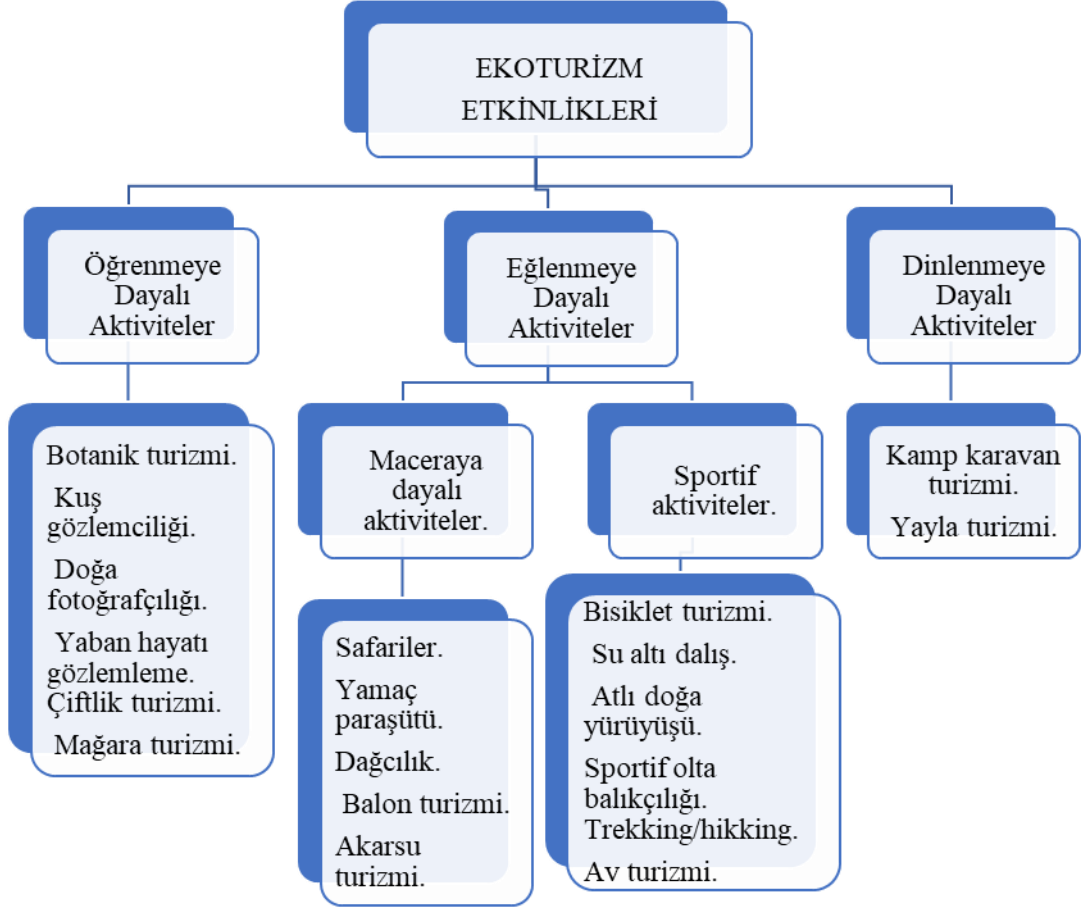 EKOTURİZM
ETKİNLİKLERİ
Öğrenmeye
Dayalı
Aktiviteler
Eğlenmeye
Dayalı
Aktiviteler
Dinlenmeye
Dayalı
Aktiviteler
Botanik turizmi.
Kuş
gözlemciliği.
Doğa
fotoğrafçılığı.
Yaban hayatı
gözlemleme.
Çiftlik turizmi.
Mağara turizmi.
Maceraya
dayalı
aktiviteler.
Safariler.
Yamaç
paraşütü.
Dağcılık.
Balon turizmi.
Akarsu
turizmi.
Sportif
aktiviteler.
Bisiklet turizmi.
Su altı dalış.
Atlı doğa
yürüyüşü.
Sportif olta
balıkçılığı.
Trekking/hikking.
Av turizmi.
Kamp karavan
turizmi.
Yayla turizmi.